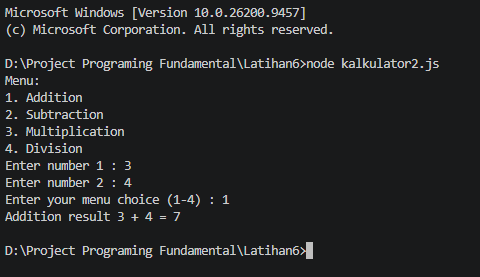 Microsoft Windows [Version 10.0.26200.9457]
(c) Microsoft Corporation. All rights reserved.
D:\Project Programing Fundamental\Latihan6>node kalkulator2.js
Menu:
1. Addition
2. Subtraction
3. Multiplication
4. Division
Enter number 1 : 3
Enter number 2 : 4
Enter your menu choice (1-4) : 1
Addition result 3 + 4 = 7
D:\Project Programing Fundamental\Latihan6>